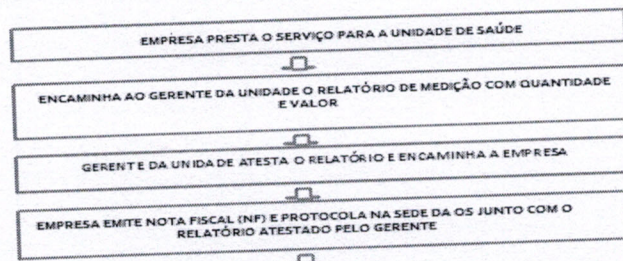 EMPRESA PRESTA O SERVIÇO PARA A UNIDADE DE SAÚDE
ENCAMINHA AO GERENTE DA UNIDADE O RELATÓRIO DE MEDIÇÃO COM QUANTIDADE
E VALOR
GERENTE DA UNIDADE ATESTA O RELATÓRIO E ENCAMINHA A EMPRESA
EMPRESA EMITE NOTA FISCAL (NF) E PROTOCOLA NA SEDE DA OS JUNTO COM O
RELATÓRIO ATESTADO PELO GERENTE